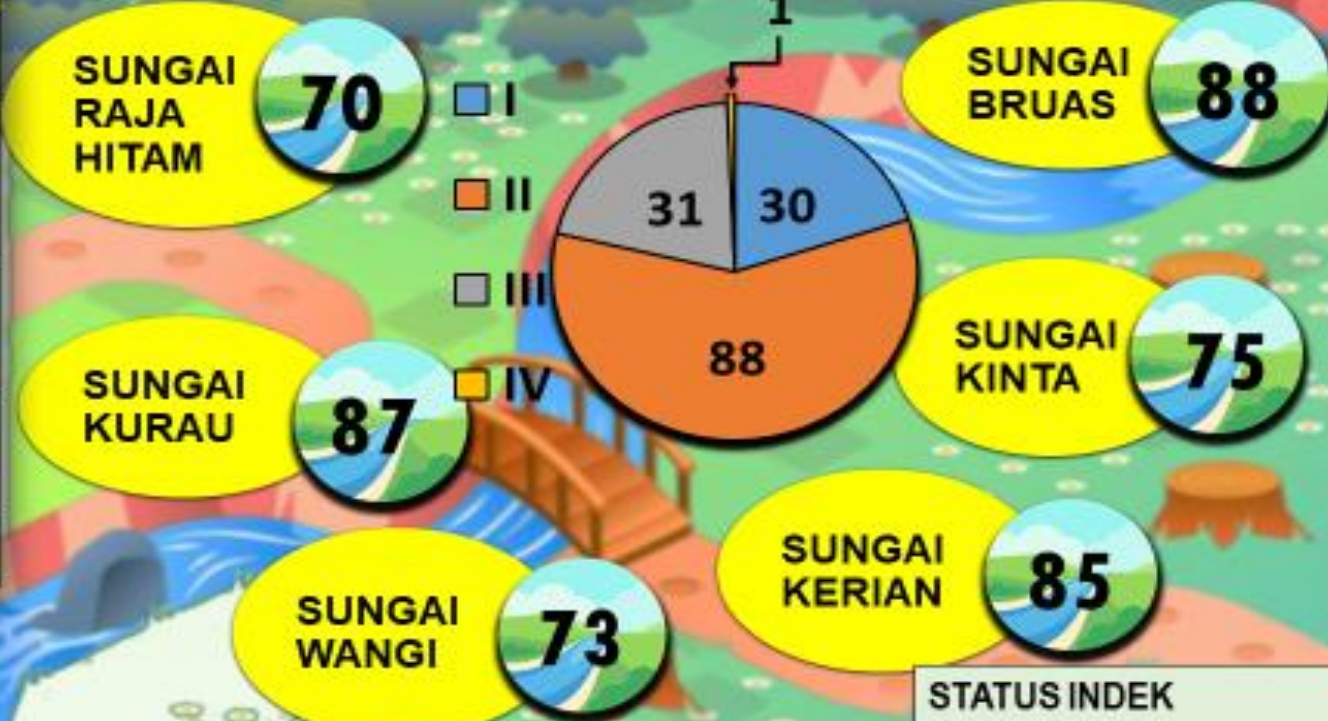 SUNGAI
RAJA
HITAM
70
I
II
III
IV
1
31
30
88
SUNGAI
BRUAS
88
SUNGAI
KURAU
87
SUNGAI
KINTA
75
SUNGAI
WANGI
73
SUNGAI
KERIAN
85
STATUS INDEK